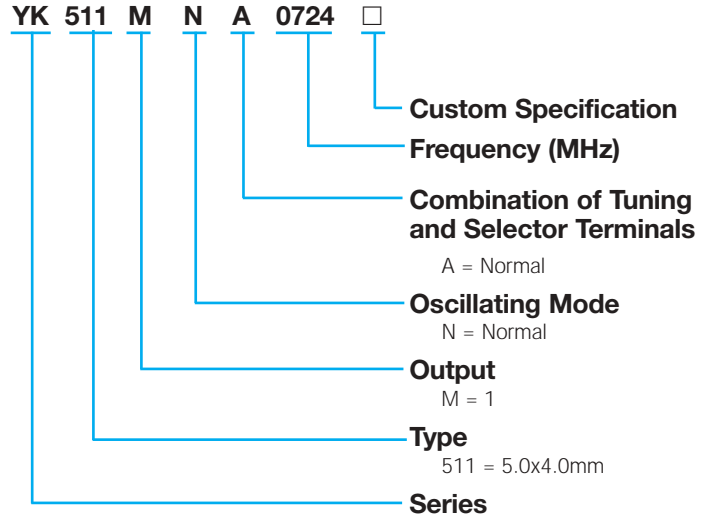 YK 511 M N A 0724 □
Custom Specification
Frequency (MHz)
Combination of Tuning
and Selector Terminals
A = Normal
Oscillating Mode
N = Normal
Output
M = 1
Type
511 = 5.0x4.0mm
Series